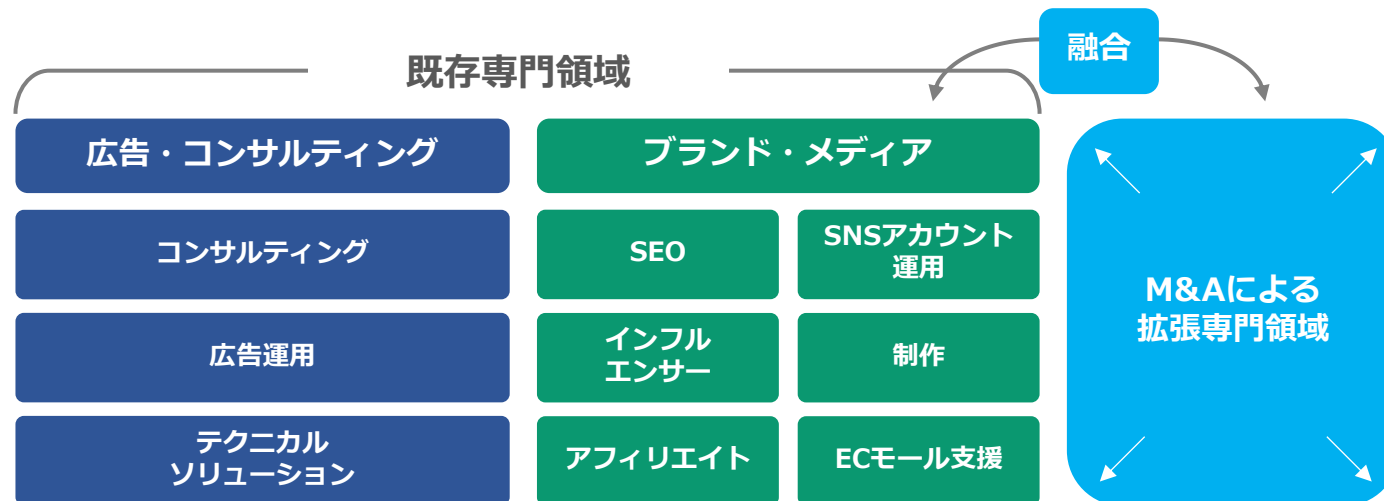 融合
既存専門領域
広告・コンサルティング
ブランド・メディア
コンサルティング
SEO
SNSアカウント
運用
M&Aによる
拡張専門領域
広告運用
インフル
エンサー
制作
テクニカル
ソリューション
アフィリエイト
ECモール支援